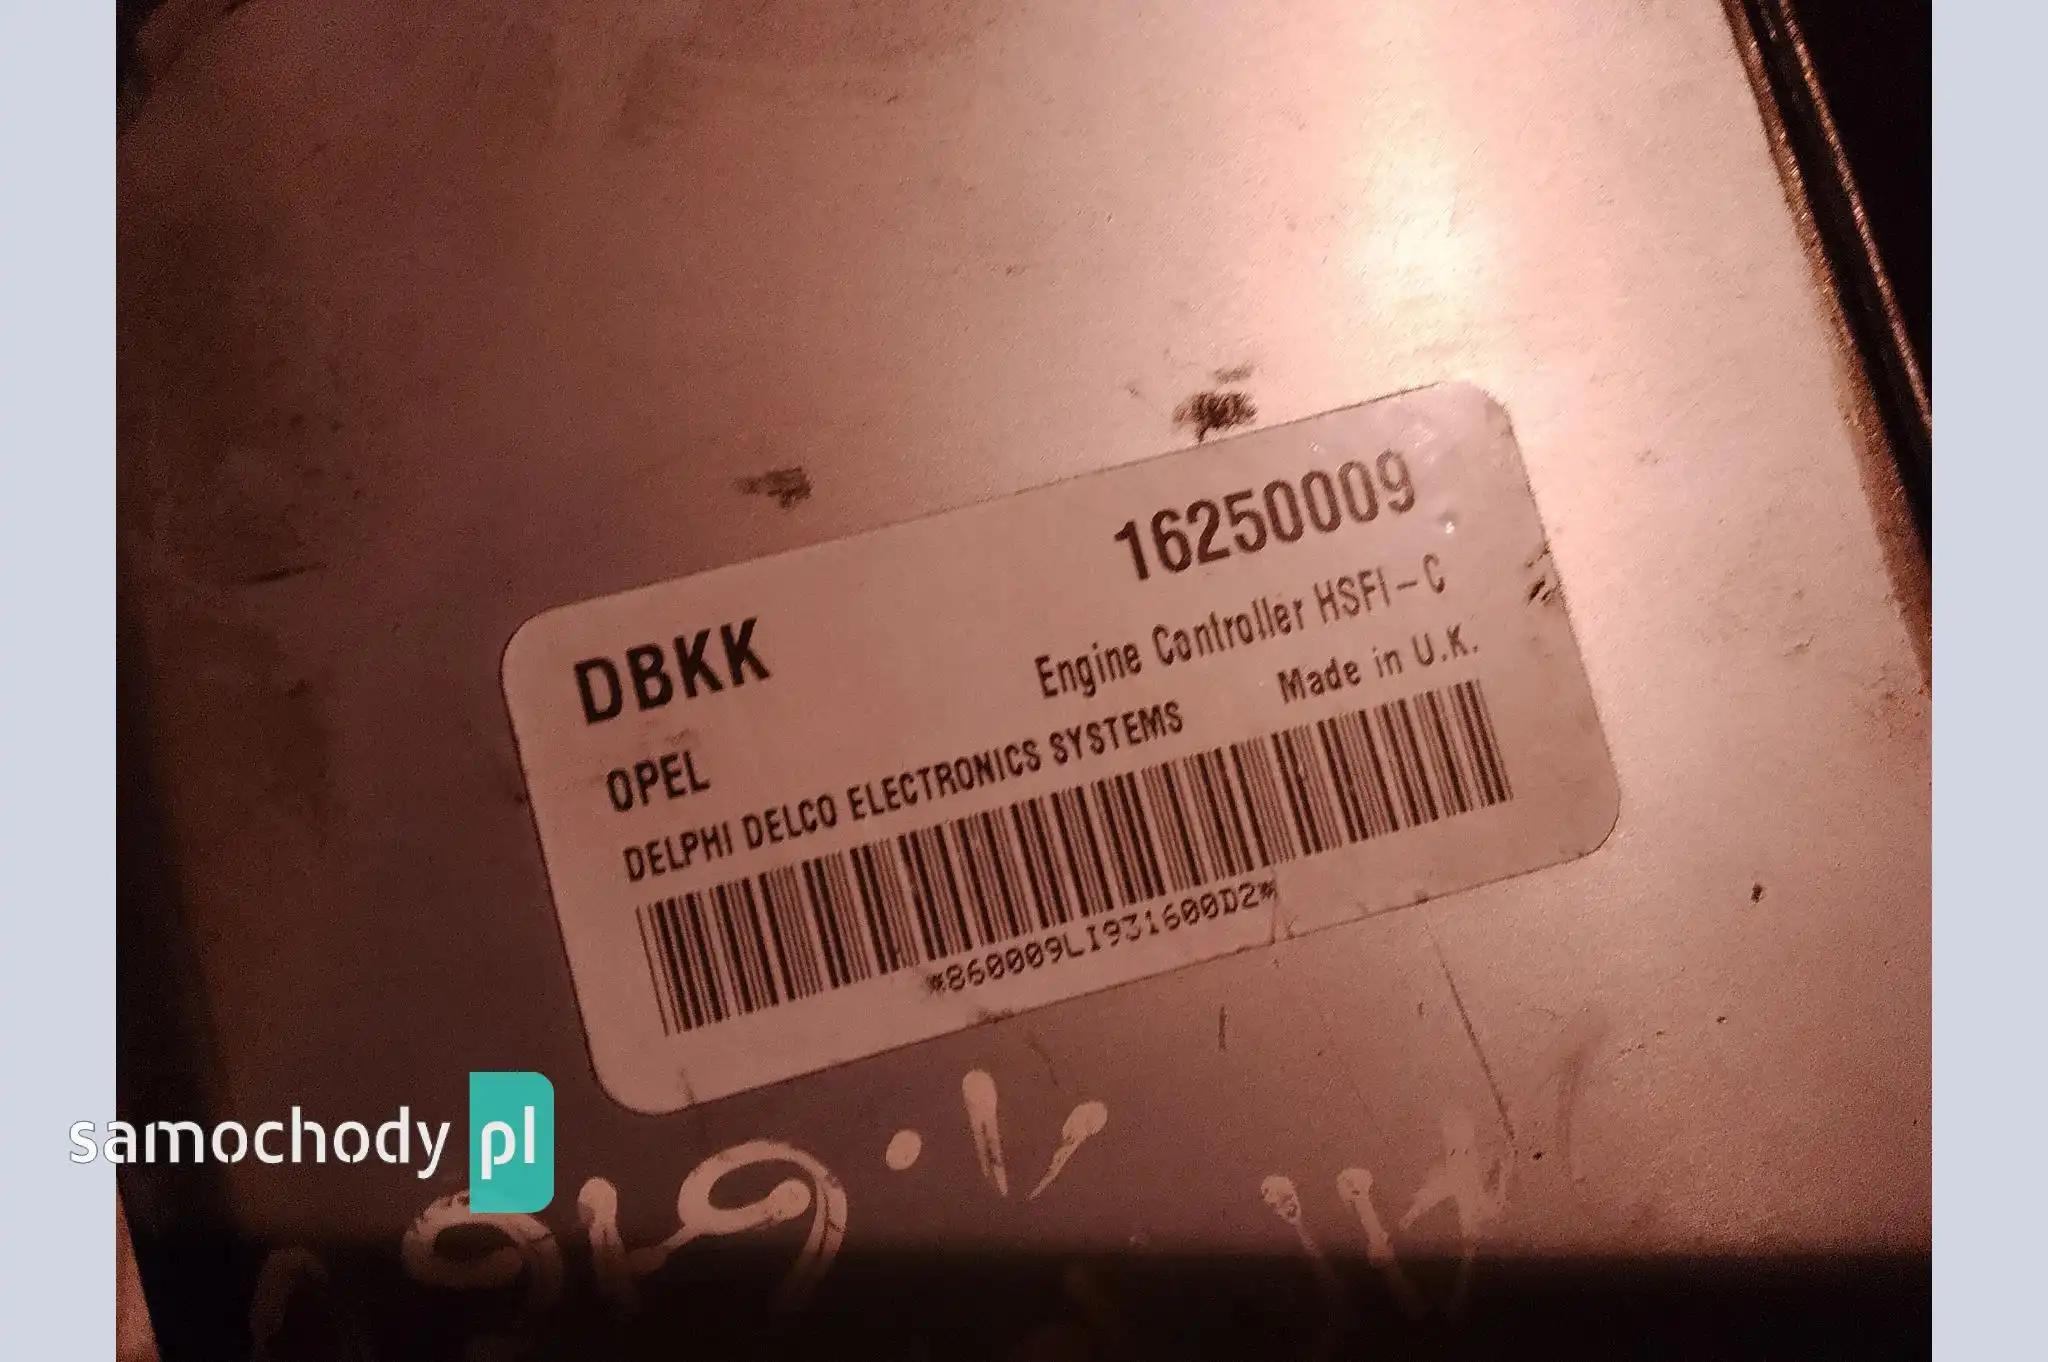 16250009
DBKK
Engine Controller HSFI-C
OPEL
Made in U.K.
DELPHI DELCO ELECTRONICS SYSTEMS
*860009LI931600D2*
samochody pl